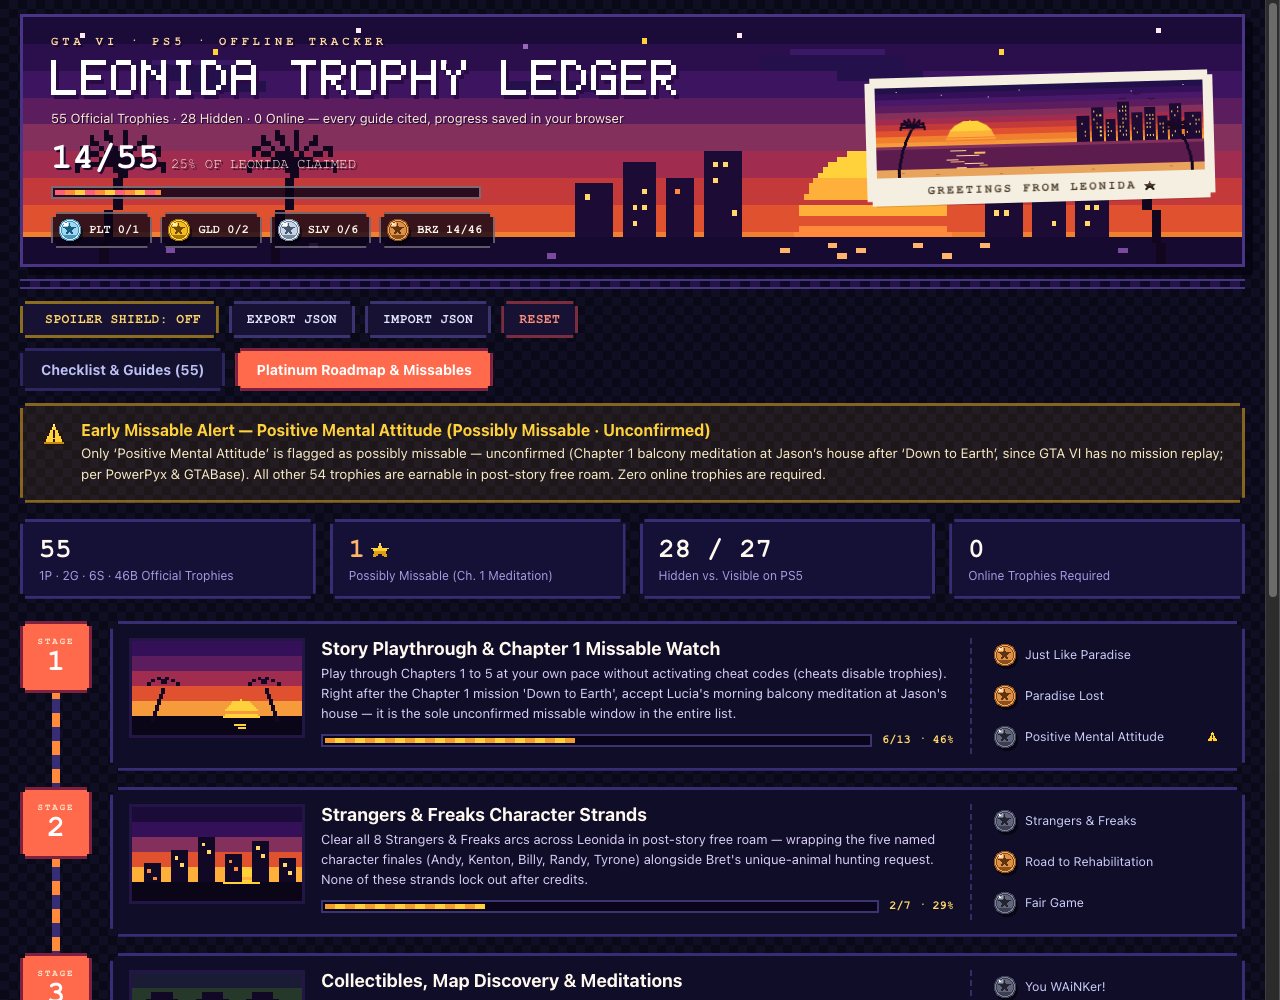 GTA VI · PS5 · OFFLINE TRACKER
LEONIDA TROPHY LEDGER
55 Official Trophies · 28 Hidden · 0 Online — every guide cited, progress saved in your browser
14/55 25% OF LEONIDA CLAIMED
PLT 0/1
GLD 0/2
SLV 0/6
BRZ 14/46
GREETINGS FROM LEONIDA
SPOILER SHIELD: OFF
EXPORT JSON
IMPORT JSON
RESET
Checklist & Guides (55)
Platinum Roadmap & Missables
Early Missable Alert — Positive Mental Attitude (Possibly Missable · Unconfirmed)
Only ‘Positive Mental Attitude’ is flagged as possibly missable — unconfirmed (Chapter 1 balcony meditation at Jason’s house after ‘Down to Earth’, since GTA VI has no mission replay;
per PowerPyx & GTABase). All other 54 trophies are earnable in post-story free roam. Zero online trophies are required.
55
1P · 2G · 6S · 46B Official Trophies
1
Possibly Missable (Ch. 1 Meditation)
28 / 27
Hidden vs. Visible on PS5
0
Online Trophies Required
STAGE
1
Story Playthrough & Chapter 1 Missable Watch
Play through Chapters 1 to 5 at your own pace without activating cheat codes (cheats disable trophies).
Right after the Chapter 1 mission 'Down to Earth', accept Lucia's morning balcony meditation at Jason's
house — it is the sole unconfirmed missable window in the entire list.
6/13 · 46%
Just Like Paradise
Paradise Lost
Positive Mental Attitude
STAGE
2
Strangers & Freaks Character Strands
Clear all 8 Strangers & Freaks arcs across Leonida in post-story free roam — wrapping the five named
character finales (Andy, Kenton, Billy, Randy, Tyrone) alongside Bret's unique-animal hunting request.
None of these strands lock out after credits.
2/7 · 29%
Strangers & Freaks
Road to Rehabilitation
Fair Game
STAGE
3
Collectibles, Map Discovery & Meditations
You WAiNKer!